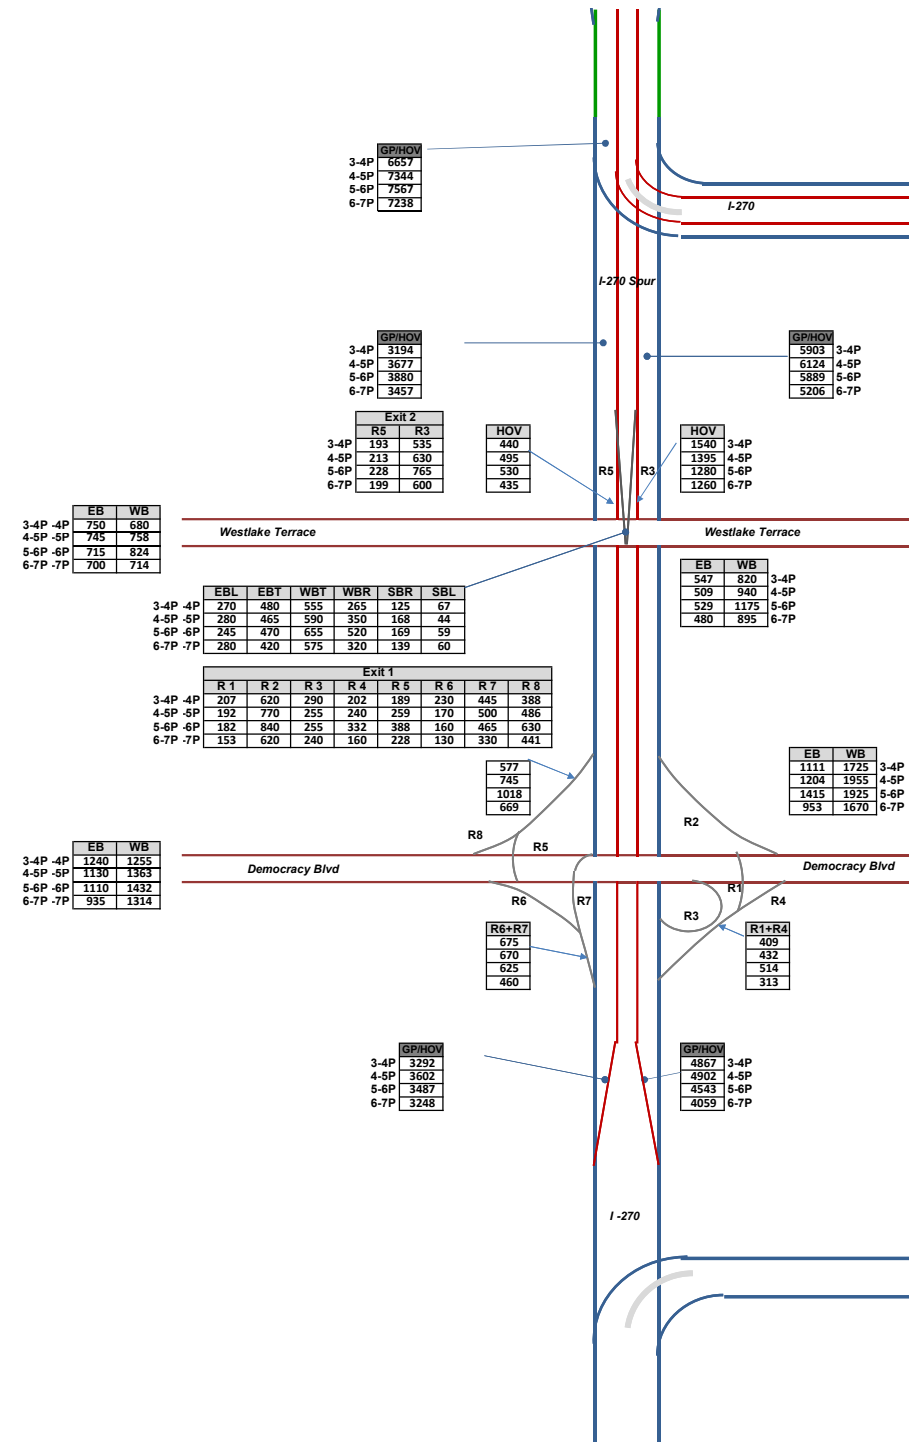 GP/HOV
3-4P 6657
4-5P 7344
5-6P 7567
6-7P 7238
I-270
I-270 Spur
GP/HOV
3-4P 3194
4-5P 3677
5-6P 3880
6-7P 3457
GP/HOV
5903 3-4P
6124 4-5P
5889 5-6P
5206 6-7P
Exit 2
R5 R3
3-4P 193 535
4-5P 213 630
5-6P 228 765
6-7P 199 600
HOV
440
495
530
435
R5
R3
HOV
1540 3-4P
1395 4-5P
1280 5-6P
1260 6-7P
EB WB
3-4P -4P 750 680
4-5P -5P 745 758
5-6P -6P 715 824
6-7P -7P 700 714
Westlake Terrace
Westlake Terrace
EB WB
547 820 3-4P
509 940 4-5P
529 1175 5-6P
480 895 6-7P
EBL EBT WBT WBR SBR SBL
3-4P -4P 270 480 555 265 125 67
4-5P -5P 280 465 590 350 168 44
5-6P -6P 245 470 655 520 169 59
6-7P -7P 280 420 575 320 139 60
Exit 1
R 1 R 2 R 3 R 4 R 5 R 6 R 7 R 8
3-4P -4P 207 620 290 202 189 230 445 388
4-5P -5P 192 770 255 240 259 170 500 486
5-6P -6P 182 840 255 332 388 160 465 630
6-7P -7P 153 620 240 160 228 130 330 441
577
745
1018
669
EB WB
1111 1725 3-4P
1204 1955 4-5P
1415 1925 5-6P
953 1670 6-7P
R8
R5
R2
EB WB
3-4P -4P 1240 1255
4-5P -5P 1130 1363
5-6P -6P 1110 1432
6-7P -7P 935 1314
Democracy Blvd
Democracy Blvd
R6
R7
R3
R1
R4
R6+R7
675
670
625
460
R1+R4
409
432
514
313
GP/HOV
3-4P 3292
4-5P 3602
5-6P 3487
6-7P 3248
GP/HOV
4867 3-4P
4902 4-5P
4543 5-6P
4059 6-7P
I -270